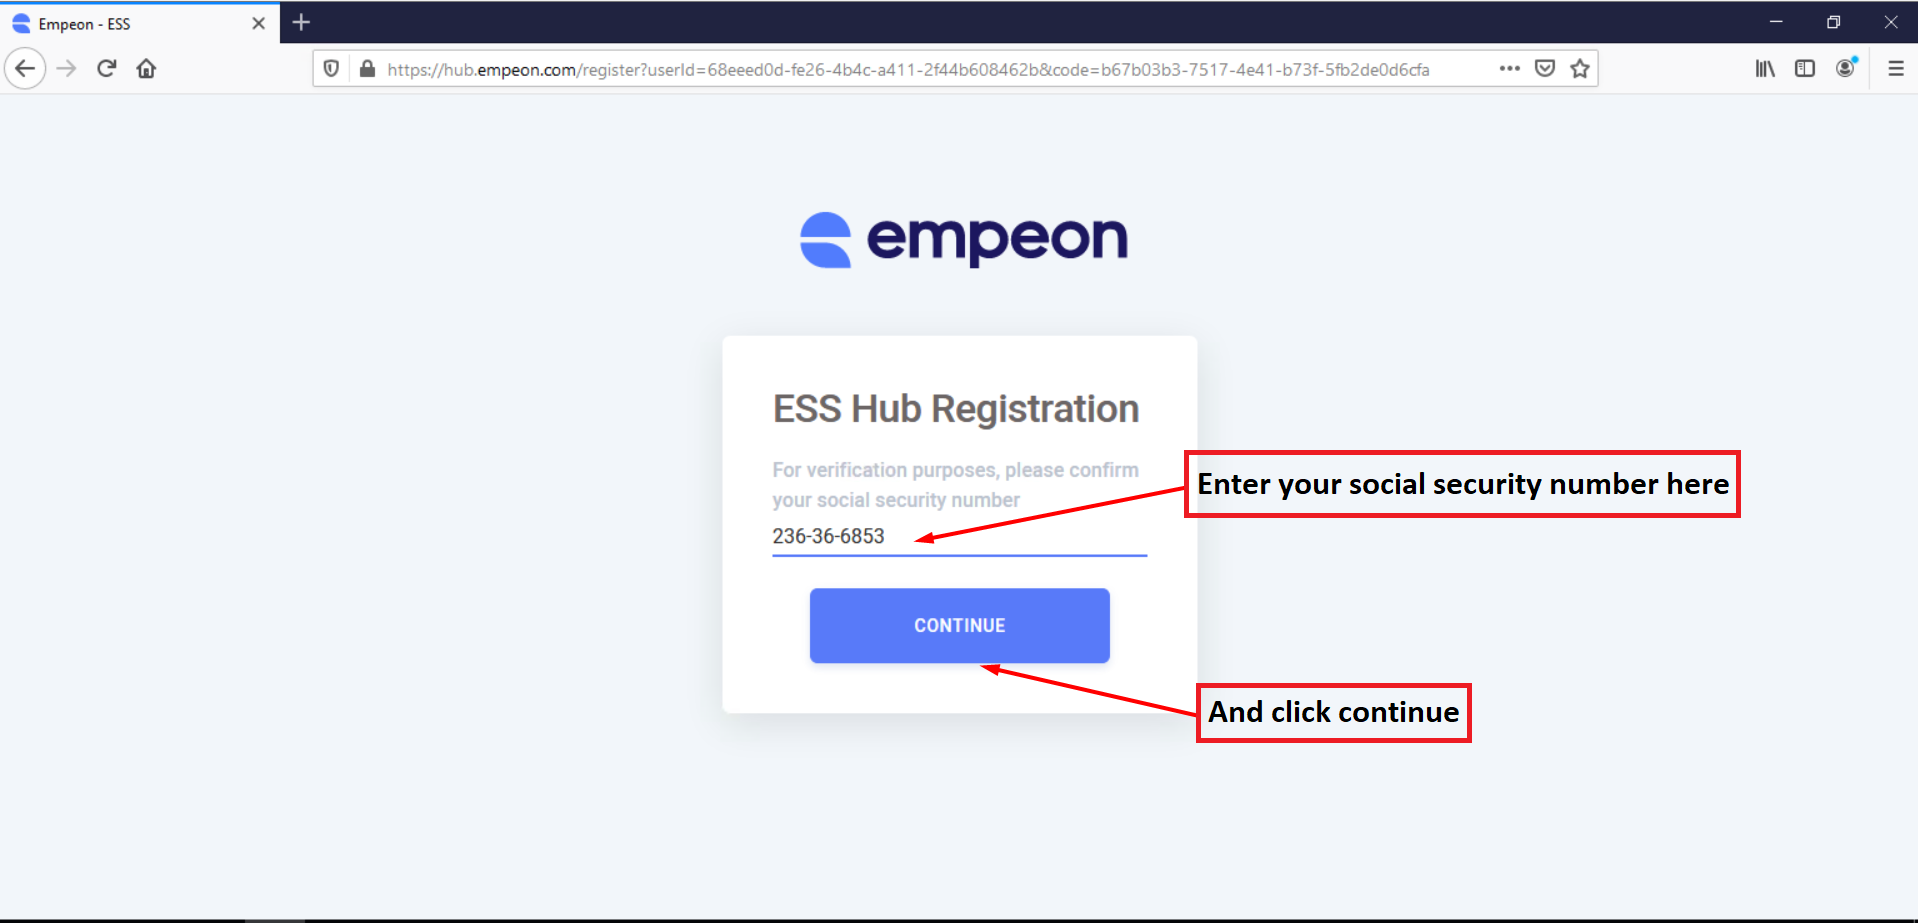 Empeon - ESS
https://hub.empeon.com/register?userId=68eeed0d-fe26-4b4c-a411-2f44b608462b&code=b67b03b3-7517-4e41-b73f-5fb2de0d6cfa
empeon
ESS Hub Registration
For verification purposes, please confirm
your social security number
236-36-6853
Enter your social security number here
CONTINUE
And click continue